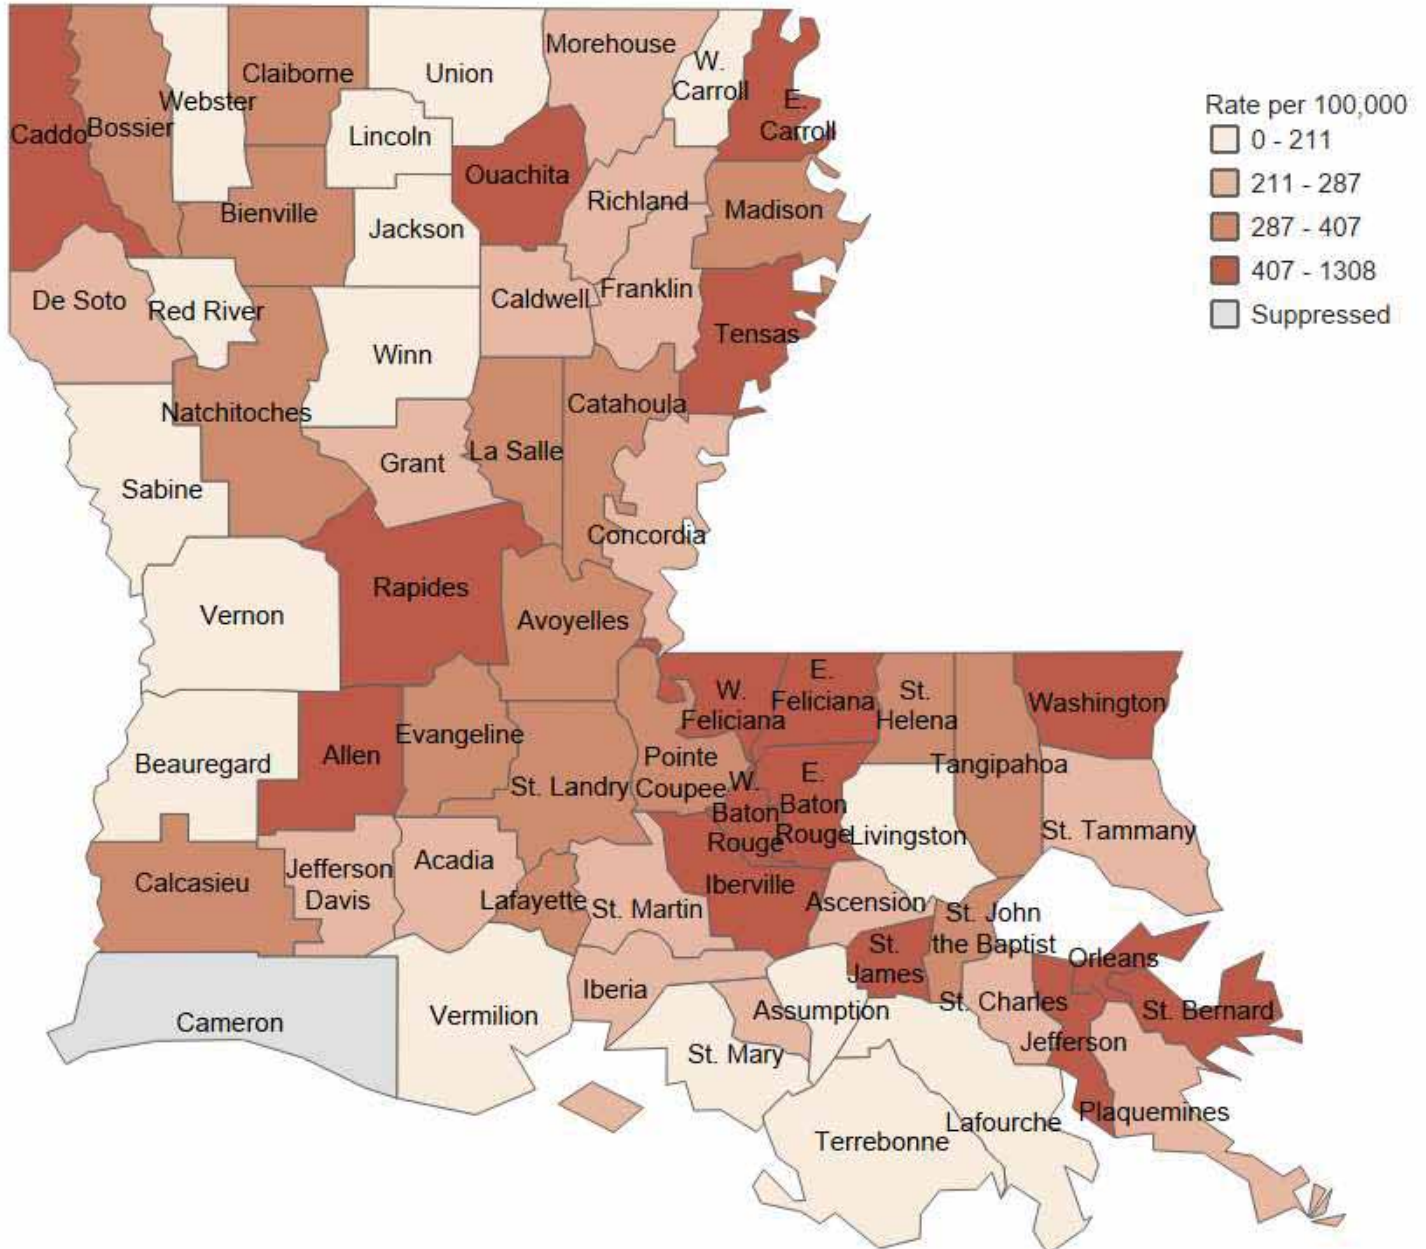 Morehouse
W.
Carroll
Claiborne
Union
Webster
E.
Carroll
Caddo
Bossier
Lincoln
Ouachita
Richland
Madison
Bienville
Jackson
De Soto
Red River
Caldwell
Franklin
Tensas
Winn
Natchitoches
Catahoula
La Salle
Grant
Sabine
Concordia
Rapides
Vernon
Avoyelles
W.
Feliciana
E.
Feliciana
St.
Helena
Washington
Beauregard
Allen
Evangeline
Pointe
Coupee
Tangipahoa
St. Landry
W.
Baton
Rouge
E.
Baton
Rouge
Livingston
St. Tammany
Calcasieu
Jefferson
Davis
Acadia
Lafayette
St. Martin
Iberville
Ascension
St. John
the Baptist
St.
James
Orleans
Cameron
Vermilion
Iberia
Assumption
St. Charles
St. Bernard
St. Mary
Jefferson
Plaquemines
Lafourche
Terrebonne
Rate per 100,000
0 - 211
211 - 287
287 - 407
407 - 1308
Suppressed